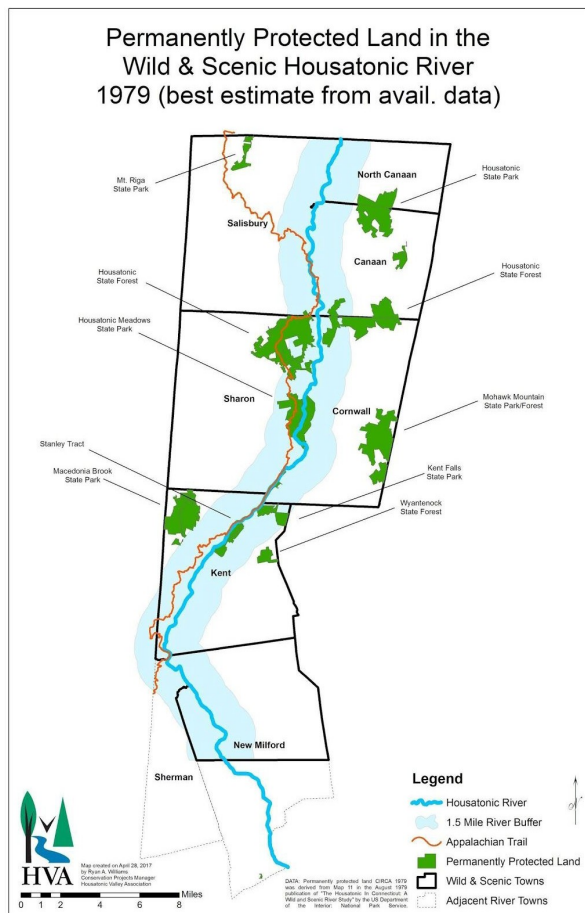 Permanently Protected Land in the
Wild & Scenic Housatonic River
1979 (best estimate from avail. data)
North Canaan
Housatonic
State Park
Mt. Riga
State Park
Salisbury
Canaan
Housatonic
State Forest
Housatonic
State Forest
Housatonic Meadows
State Park
Sharon
Cornwall
Mohawk Mountain
State Park/Forest
Stanley Tract
Kent Falls
State Park
Macedonia Brook
State Park
Wyantenock
State Forest
Kent
New Milford
Sherman
Legend
Housatonic River
1.5 Mile River Buffer
Appalachian Trail
Permanently Protected Land
Wild & Scenic Towns
Adjacent River Towns
HVA
Map created on April 28, 2017
by Ryan A. Williams
Conservation Projects Manager
Housatonic Valley Association
Miles
0 1 2 4 6 8
DATA: Permanently protected land CIRCA 1979
was derived from Map 11 in the August 1979
publication of "The Housatonic In Connecticut: A
Wild and Scenic River Study" by the US Department
of the Interior: National Park Service.